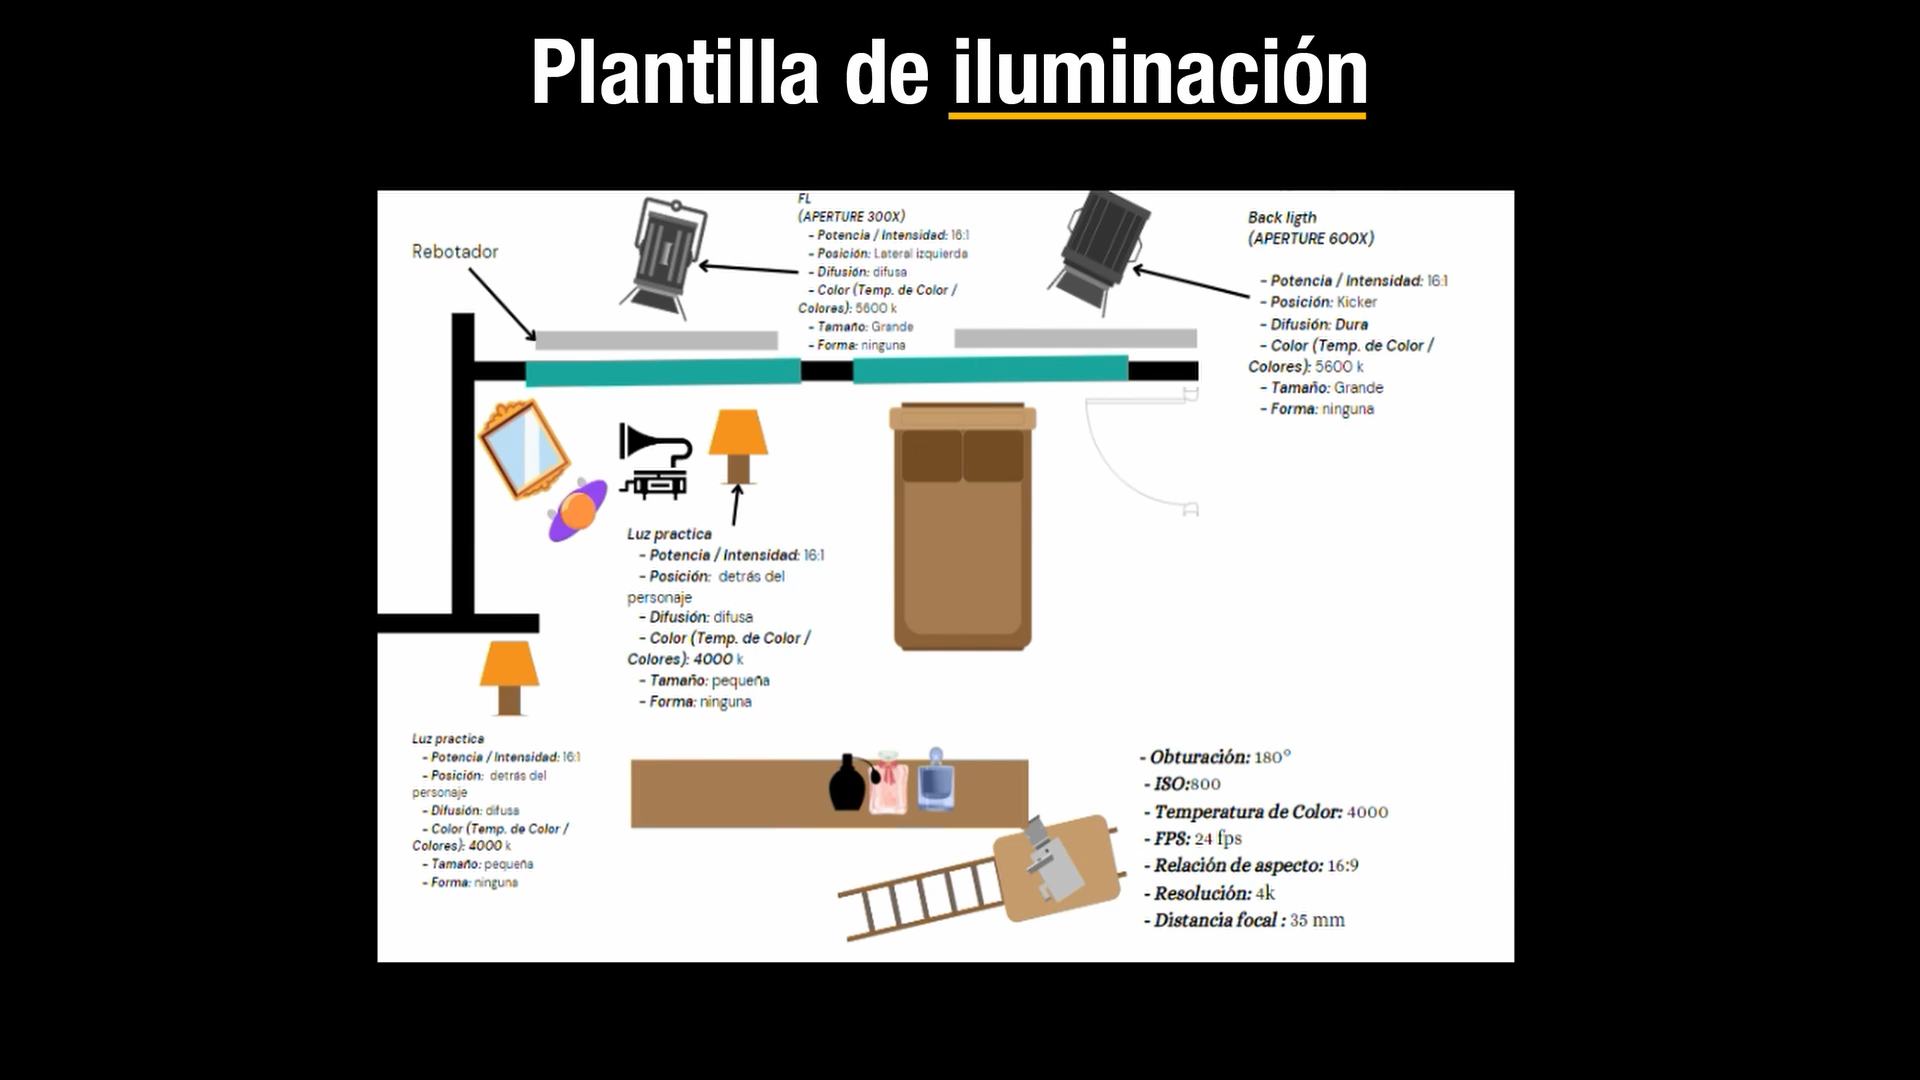 Plantilla de iluminación
Rebotador
FL
(APERTURE 300X)
- Potencia / Intensidad: 16:1
- Posición: Lateral izquierda
- Difusión: difusa
- Color (Temp. de Color /
Colores): 5600 k
- Tamaño: Grande
- Forma: ninguna
Back ligth
(APERTURE 600X)
- Potencia / Intensidad: 16:1
- Posición: Kicker
- Difusión: Dura
- Color (Temp. de Color /
Colores): 5600 k
- Tamaño: Grande
- Forma: ninguna
Luz practica
- Potencia / Intensidad: 16:1
- Posición: detrás del
personaje
- Difusión: difusa
- Color (Temp. de Color /
Colores): 4000 k
- Tamaño: pequeña
- Forma: ninguna
Luz practica
- Potencia / Intensidad: 16:1
- Posición: detrás del
personaje
- Difusión: difusa
- Color (Temp. de Color /
Colores): 4000 k
- Tamaño: pequeña
- Forma: ninguna
- Obturación: 180°
- ISO:800
- Temperatura de Color: 4000
- FPS: 24 fps
- Relación de aspecto: 16:9
- Resolución: 4k
- Distancia focal : 35 mm